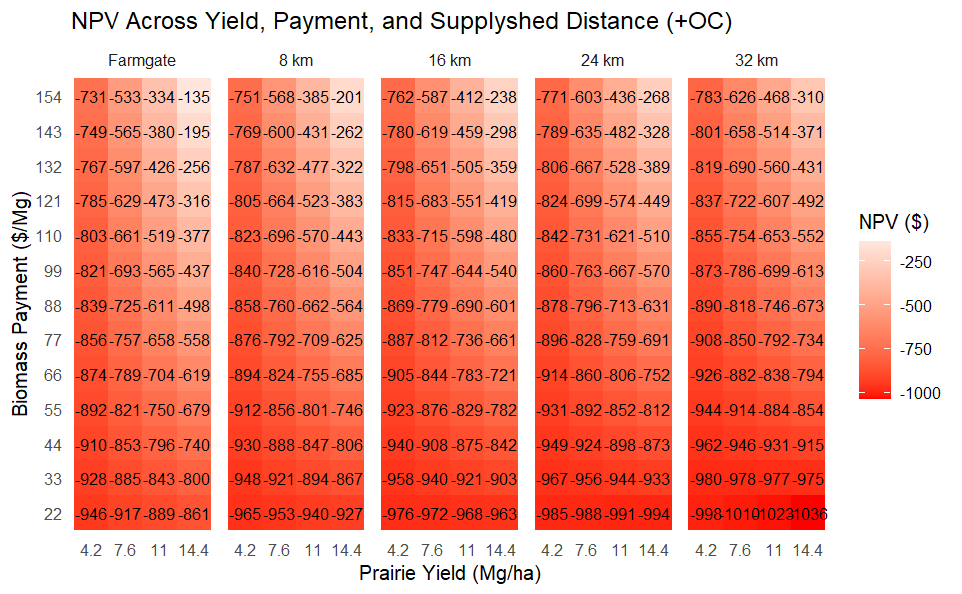 NPV Across Yield, Payment, and Supplyshed Distance (+OC)
Farmgate 8 km 16 km 24 km 32 km
154 -731 -533 -334 -135 -751 -568 -385 -201 -762 -587 -412 -238 -771 -603 -436 -268 -783 -626 -468 -310
143 -749 -565 -380 -195 -769 -600 -431 -262 -780 -619 -459 -298 -789 -635 -482 -328 -801 -658 -514 -371
132 -767 -597 -426 -256 -787 -632 -477 -322 -798 -651 -505 -359 -806 -667 -528 -389 -819 -690 -560 -431
121 -785 -629 -473 -316 -805 -664 -523 -383 -815 -683 -551 -419 -824 -699 -574 -449 -837 -722 -607 -492
110 -803 -661 -519 -377 -823 -696 -570 -443 -833 -715 -598 -480 -842 -731 -621 -510 -855 -754 -653 -552
99 -821 -693 -565 -437 -840 -728 -616 -504 -851 -747 -644 -540 -860 -763 -667 -570 -873 -786 -699 -613
88 -839 -725 -611 -498 -858 -760 -662 -564 -869 -779 -690 -601 -878 -796 -713 -631 -890 -818 -746 -673
77 -856 -757 -658 -558 -876 -792 -709 -625 -887 -812 -736 -661 -896 -828 -759 -691 -908 -850 -792 -734
66 -874 -789 -704 -619 -894 -824 -755 -685 -905 -844 -783 -721 -914 -860 -806 -752 -926 -882 -838 -794
55 -892 -821 -750 -679 -912 -856 -801 -746 -923 -876 -829 -782 -931 -892 -852 -812 -944 -914 -884 -854
44 -910 -853 -796 -740 -930 -888 -847 -806 -940 -908 -875 -842 -949 -924 -898 -873 -962 -946 -931 -915
33 -928 -885 -843 -800 -948 -921 -894 -867 -958 -940 -921 -903 -967 -956 -944 -933 -980 -978 -977 -975
22 -946 -917 -889 -861 -965 -953 -940 -927 -976 -972 -968 -963 -985 -988 -991 -994 -998 -1010 -1023 -1036
4.2 7.6 11 14.4 4.2 7.6 11 14.4 4.2 7.6 11 14.4 4.2 7.6 11 14.4 4.2 7.6 11 14.4
Prairie Yield (Mg/ha)
Biomass Payment ($/Mg)
NPV ($)
-250
-500
-750
-1000